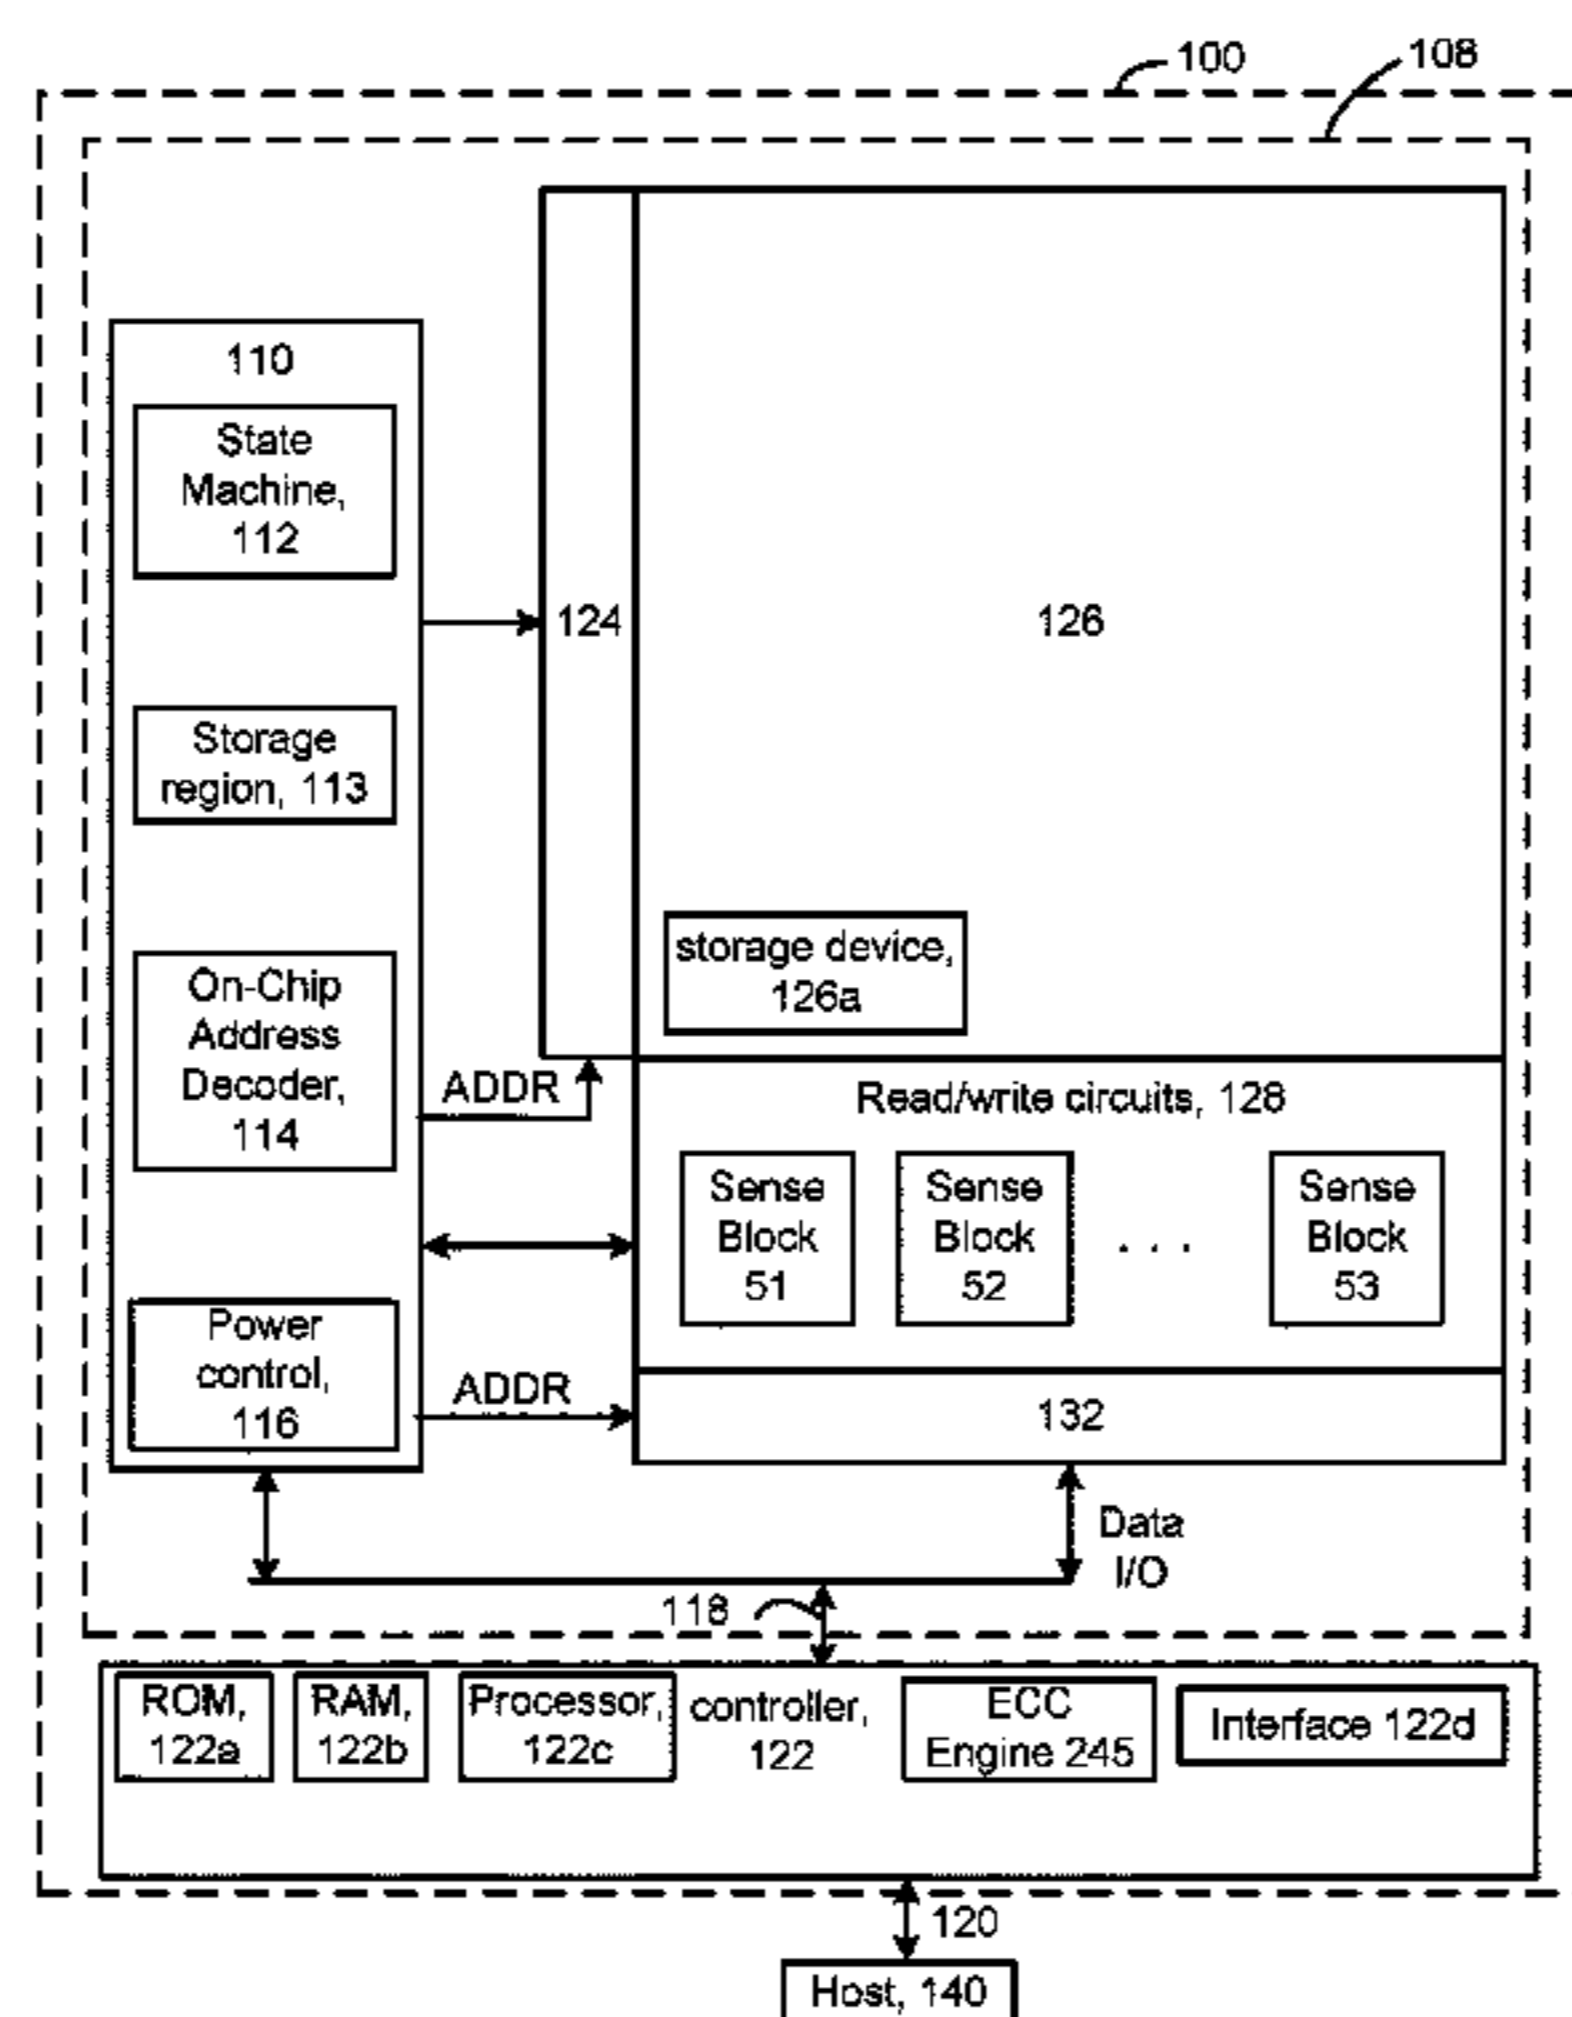 100
108
110
State
Machine,
112
124
126
Storage
region, 113
storage device,
126a
On-Chip
Address
Decoder,
114
ADDR
Read/write circuits, 128
Sense
Block
51
Sense
Block
52
. . .
Sense
Block
53
Power
control,
116
ADDR
132
Data
I/O
118
ROM,
122a
RAM,
122b
Processor,
122c
controller,
122
ECC
Engine 245
Interface 122d
120
Host, 140